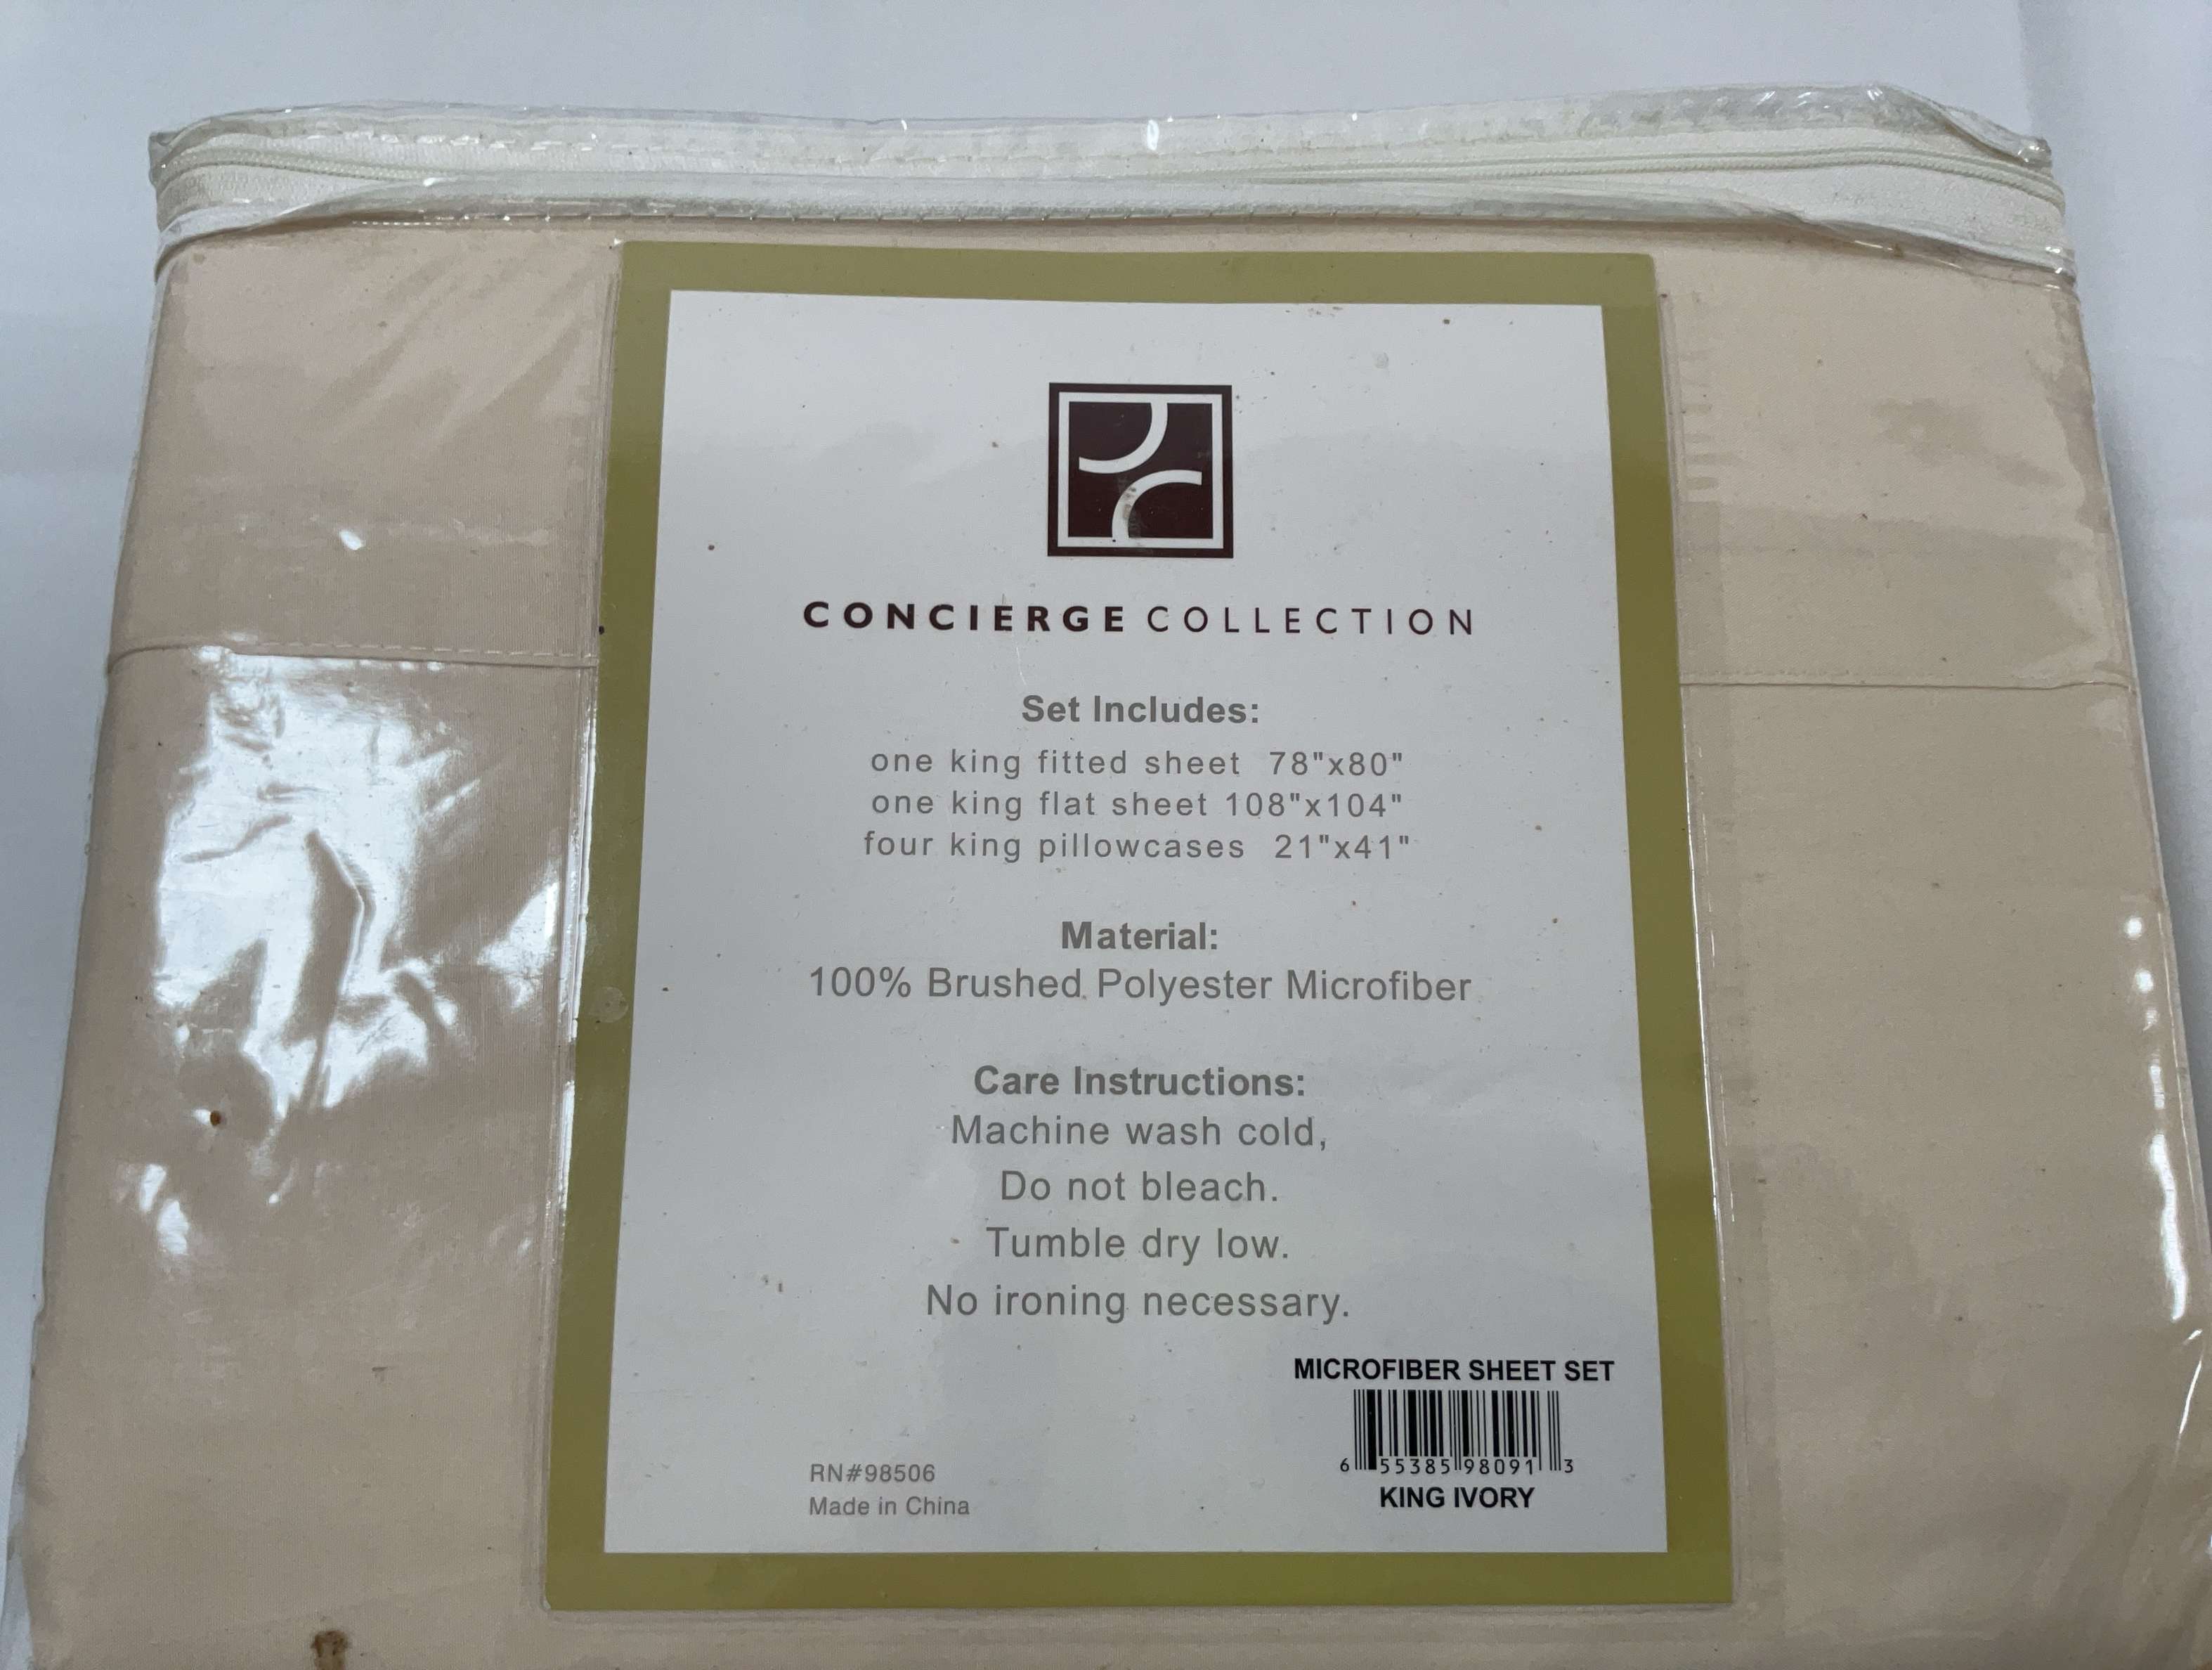 CONCIERGE COLLECTION
Set Includes:
one king fitted sheet 78"x80"
one king flat sheet 108"x104"
four king pillowcases 21"x41"
Material:
100% Brushed Polyester Microfiber
Care Instructions:
Machine wash cold,
Do not bleach.
Tumble dry low.
No ironing necessary.
MICROFIBER SHEET SET
6 55385 98091 3
KING IVORY
RN#98506
Made in China